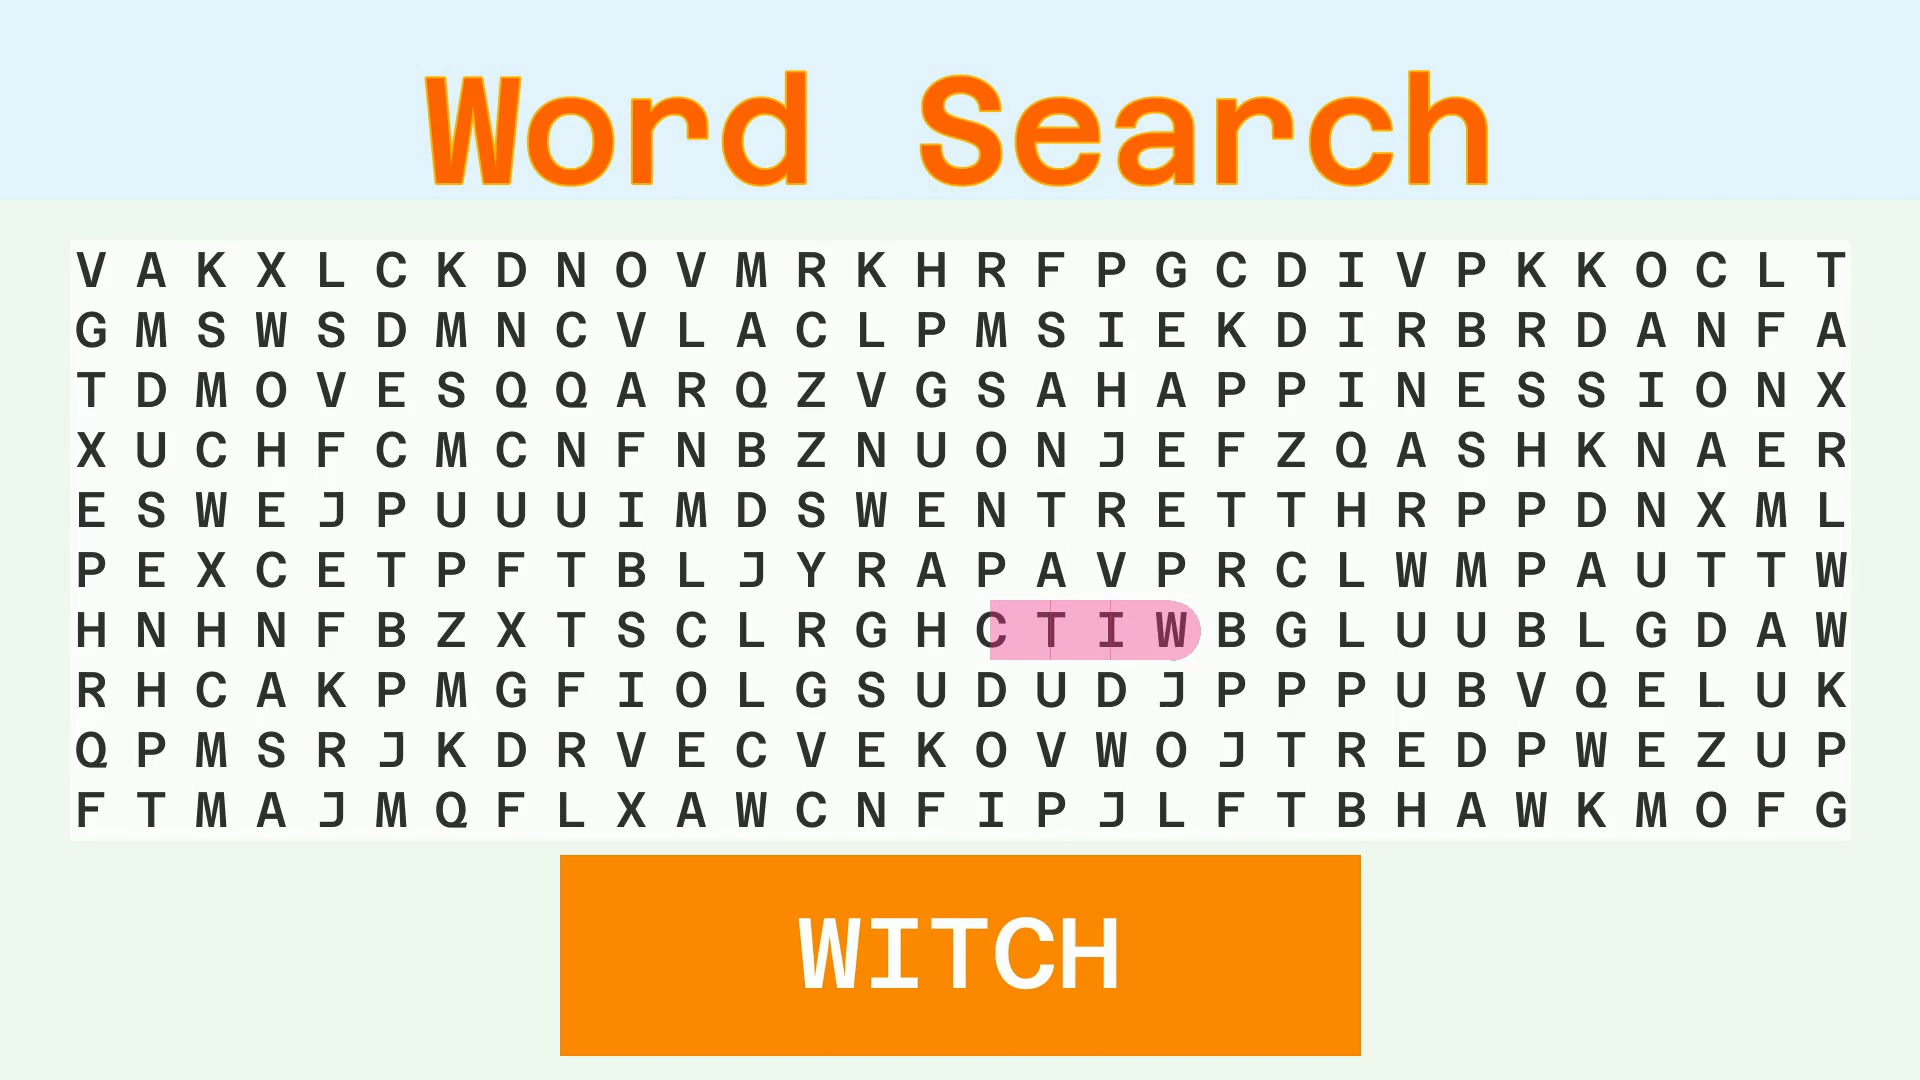 Word Search
V A K X L C K D N O V M R K H R F P G C D I V P K K O C L T
G M S W S D M N C V L A C L P M S I E K D I R B R D A N F A
T D M O V E S Q Q A R Q Z V G S A H A P P I N E S S I O N X
X U C H F C M C N F N B Z N U O N J E F Z Q A S H K N A E R
E S W E J P U U U I M D S W E N T R E T T H R P P D N X M L
P E X C E T P F T B L J Y R A P A V P R C L W M P A U T T W
H N H N F B Z X T S C L R G H C T I W B G L U U B L G D A W
R H C A K P M G F I O L G S U D U D J P P P U B V Q E L U K
Q P M S R J K D R V E C V E K O V W O J T R E D P W E Z U P
F T M A J M Q F L X A W C N F I P J L F T B H A W K M O F G
WITCH